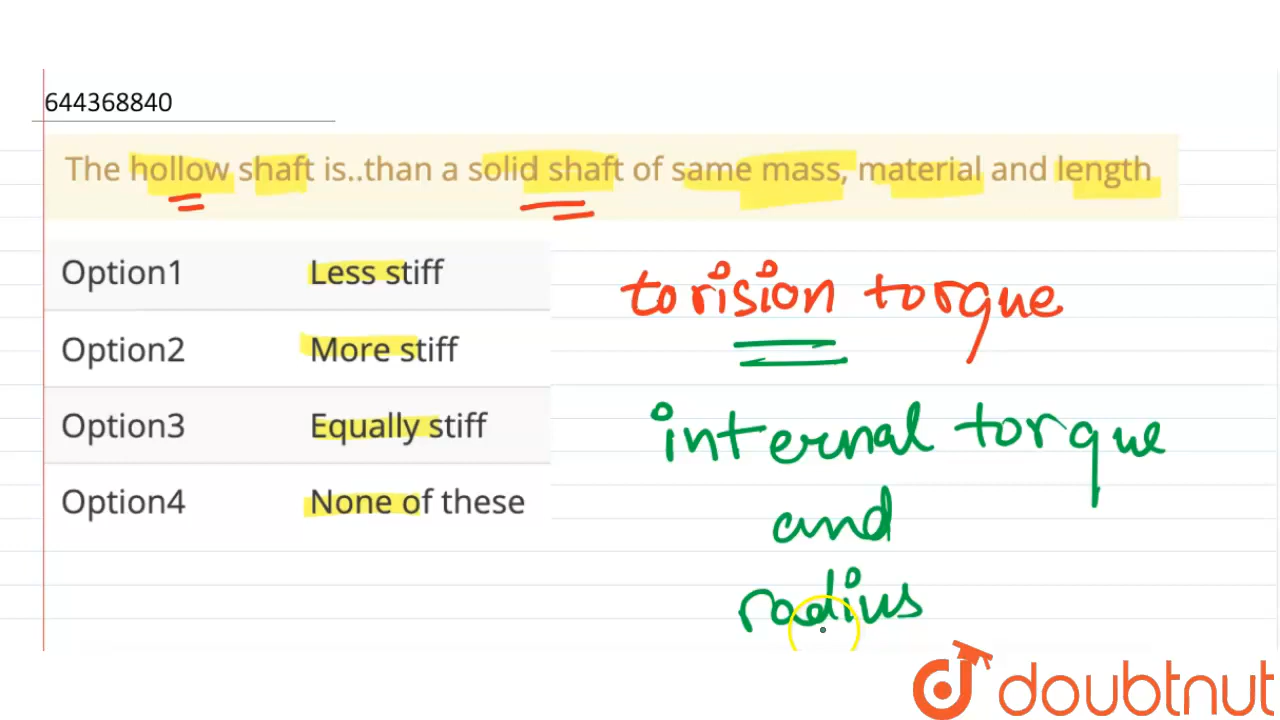 644368840
The hollow shaft is..than a solid shaft of same mass, material and length
Option1 Less stiff
Option2 More stiff
Option3 Equally stiff
Option4 None of these
torision torque
internal torque
and
radius
doubtnut